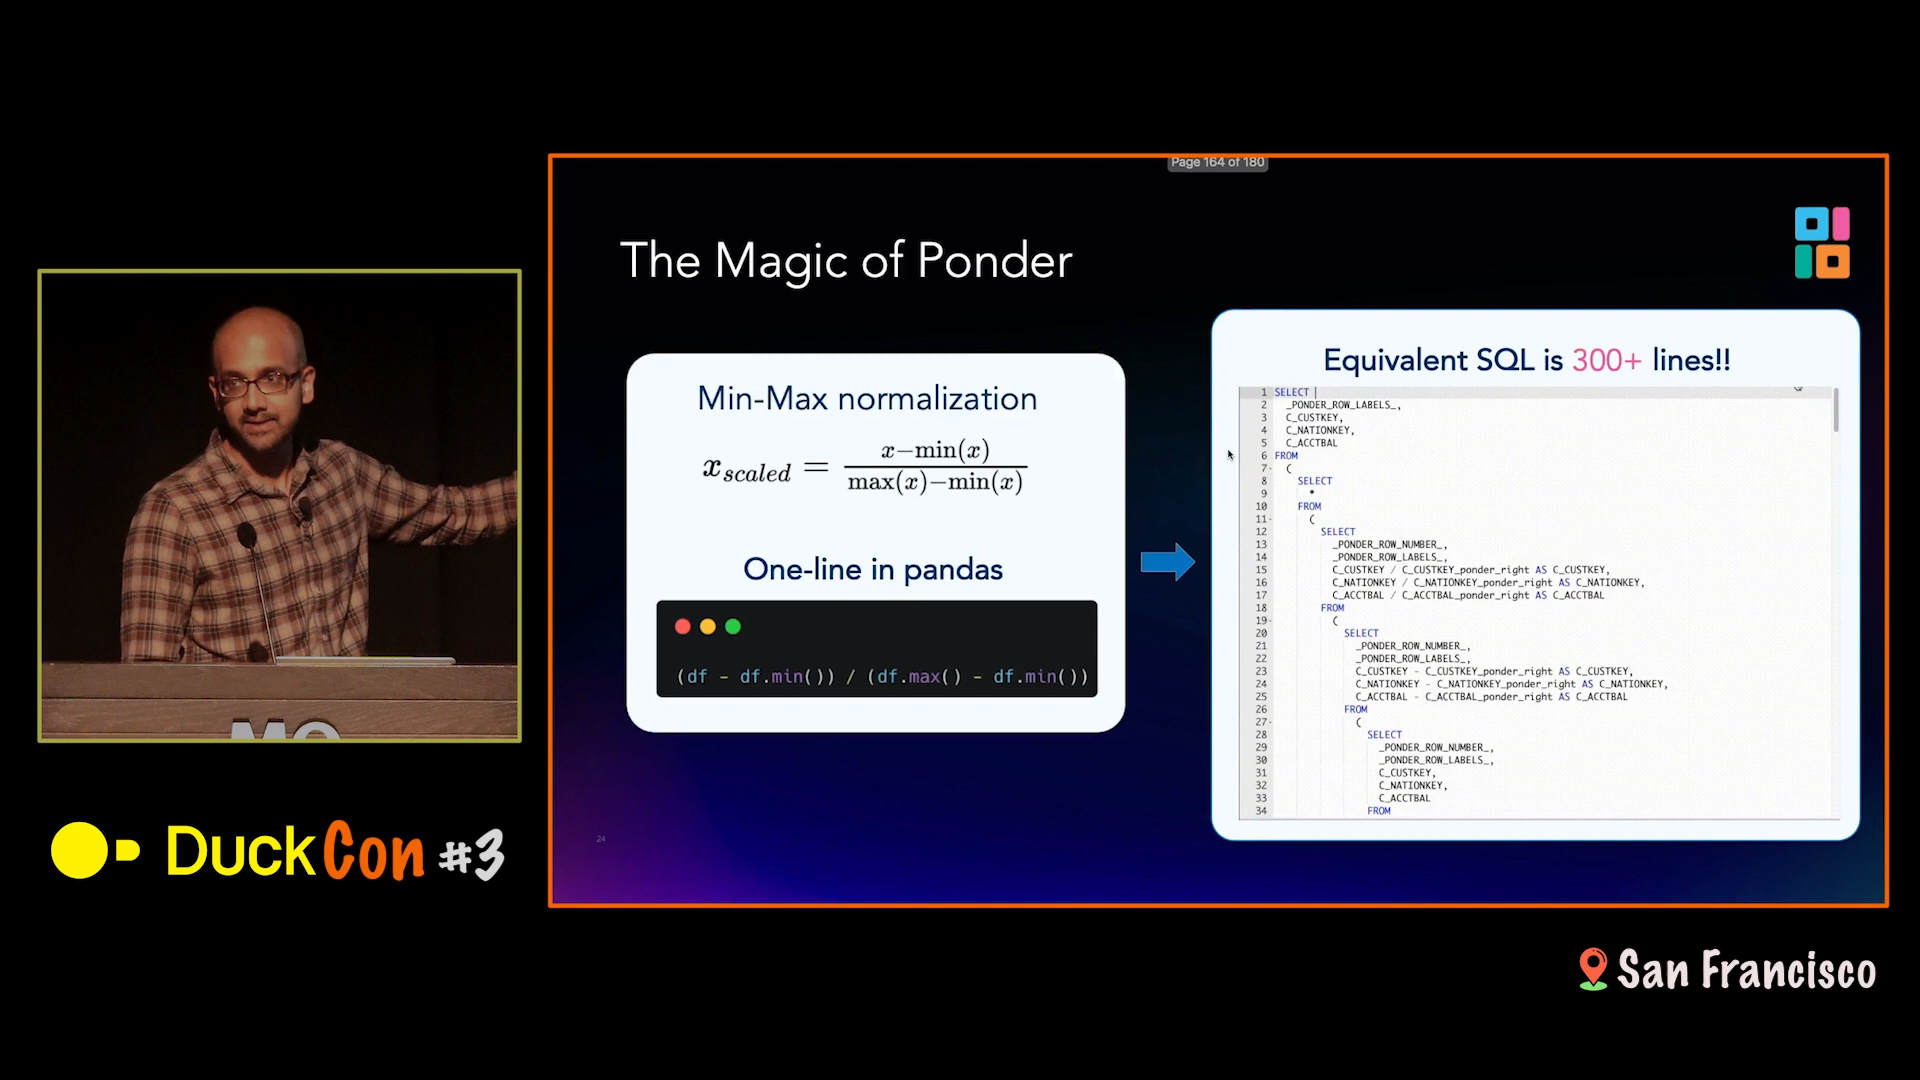 Page 164 of 180
The Magic of Ponder
Min-Max normalization
x_scaled = x−min(x) / max(x)−min(x)
One-line in pandas
(df - df.min()) / (df.max() - df.min())
Equivalent SQL is 300+ lines!!
1 SELECT
2 _PONDER_ROW_LABELS_,
3 C_CUSTKEY,
4 C_NATIONKEY,
5 C_ACCTBAL
6 FROM
7 (
8 SELECT
9 *
10 FROM
11 (
12 SELECT
13 _PONDER_ROW_NUMBER_,
14 _PONDER_ROW_LABELS_,
15 C_CUSTKEY / C_CUSTKEY_ponder_right AS C_CUSTKEY,
16 C_NATIONKEY / C_NATIONKEY_ponder_right AS C_NATIONKEY,
17 C_ACCTBAL / C_ACCTBAL_ponder_right AS C_ACCTBAL
18 FROM
19 (
20 SELECT
21 _PONDER_ROW_NUMBER_,
22 _PONDER_ROW_LABELS_,
23 C_CUSTKEY - C_CUSTKEY_ponder_right AS C_CUSTKEY,
24 C_NATIONKEY - C_NATIONKEY_ponder_right AS C_NATIONKEY,
25 C_ACCTBAL - C_ACCTBAL_ponder_right AS C_ACCTBAL
26 FROM
27 (
28 SELECT
29 _PONDER_ROW_NUMBER_,
30 _PONDER_ROW_LABELS_,
31 C_CUSTKEY,
32 C_NATIONKEY,
33 C_ACCTBAL
34 FROM
24
DuckCon #3
San Francisco